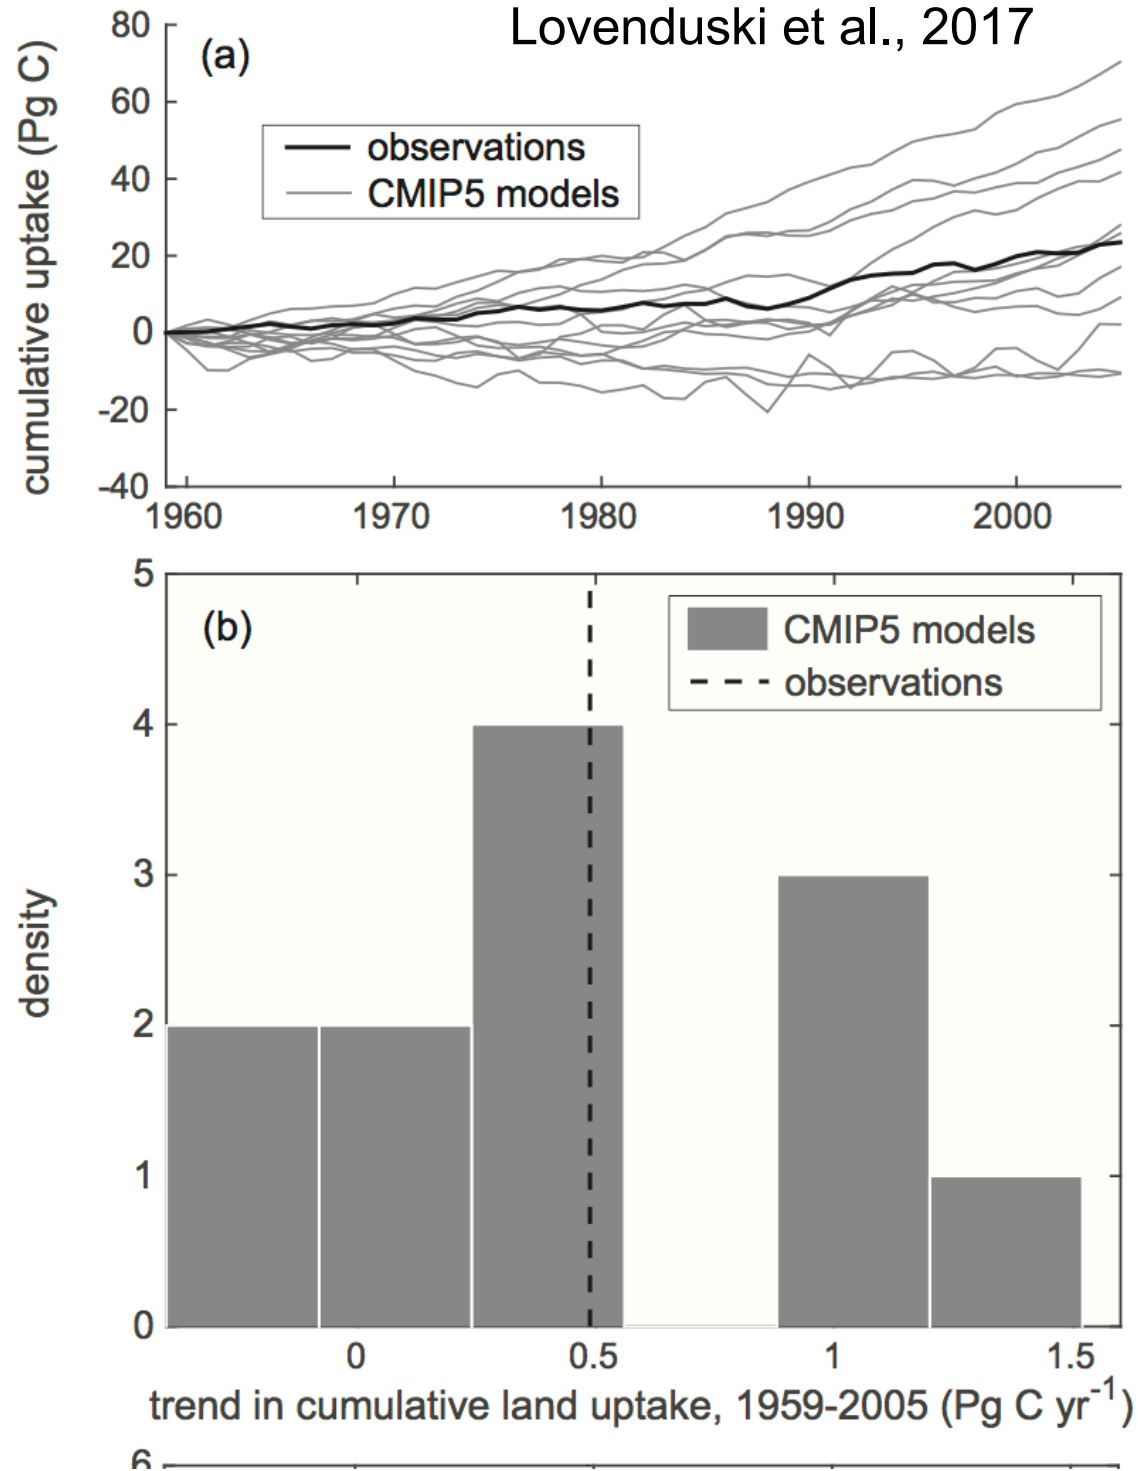 Lovenduski et al., 2017
(a)
cumulative uptake (Pg C)
80
60
40
20
0
-20
-40
observations
CMIP5 models
1960 1970 1980 1990 2000
(b)
density
5
4
3
2
1
0
CMIP5 models
observations
0 0.5 1 1.5
trend in cumulative land uptake, 1959-2005 (Pg C yr⁻¹)
6